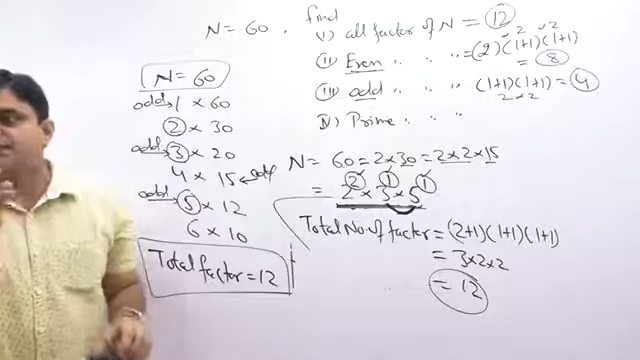 N = 60 , find
(i) all factor of N = 12
(ii) Even " " " = (2)(1+1)(1+1)
= 8
(iii) odd " " " (1+1)(1+1) = 4
2×2
iv) Prime " " "
N = 60
odd 1 × 60
2 × 30
odd 3 × 20
4 × 15 odd
odd 5 × 12
6 × 10
Total factor = 12
N = 60 = 2×30 = 2×2×15
= 2² × 3¹ × 5¹
Total No of factor = (2+1)(1+1)(1+1)
= 3×2×2
= 12